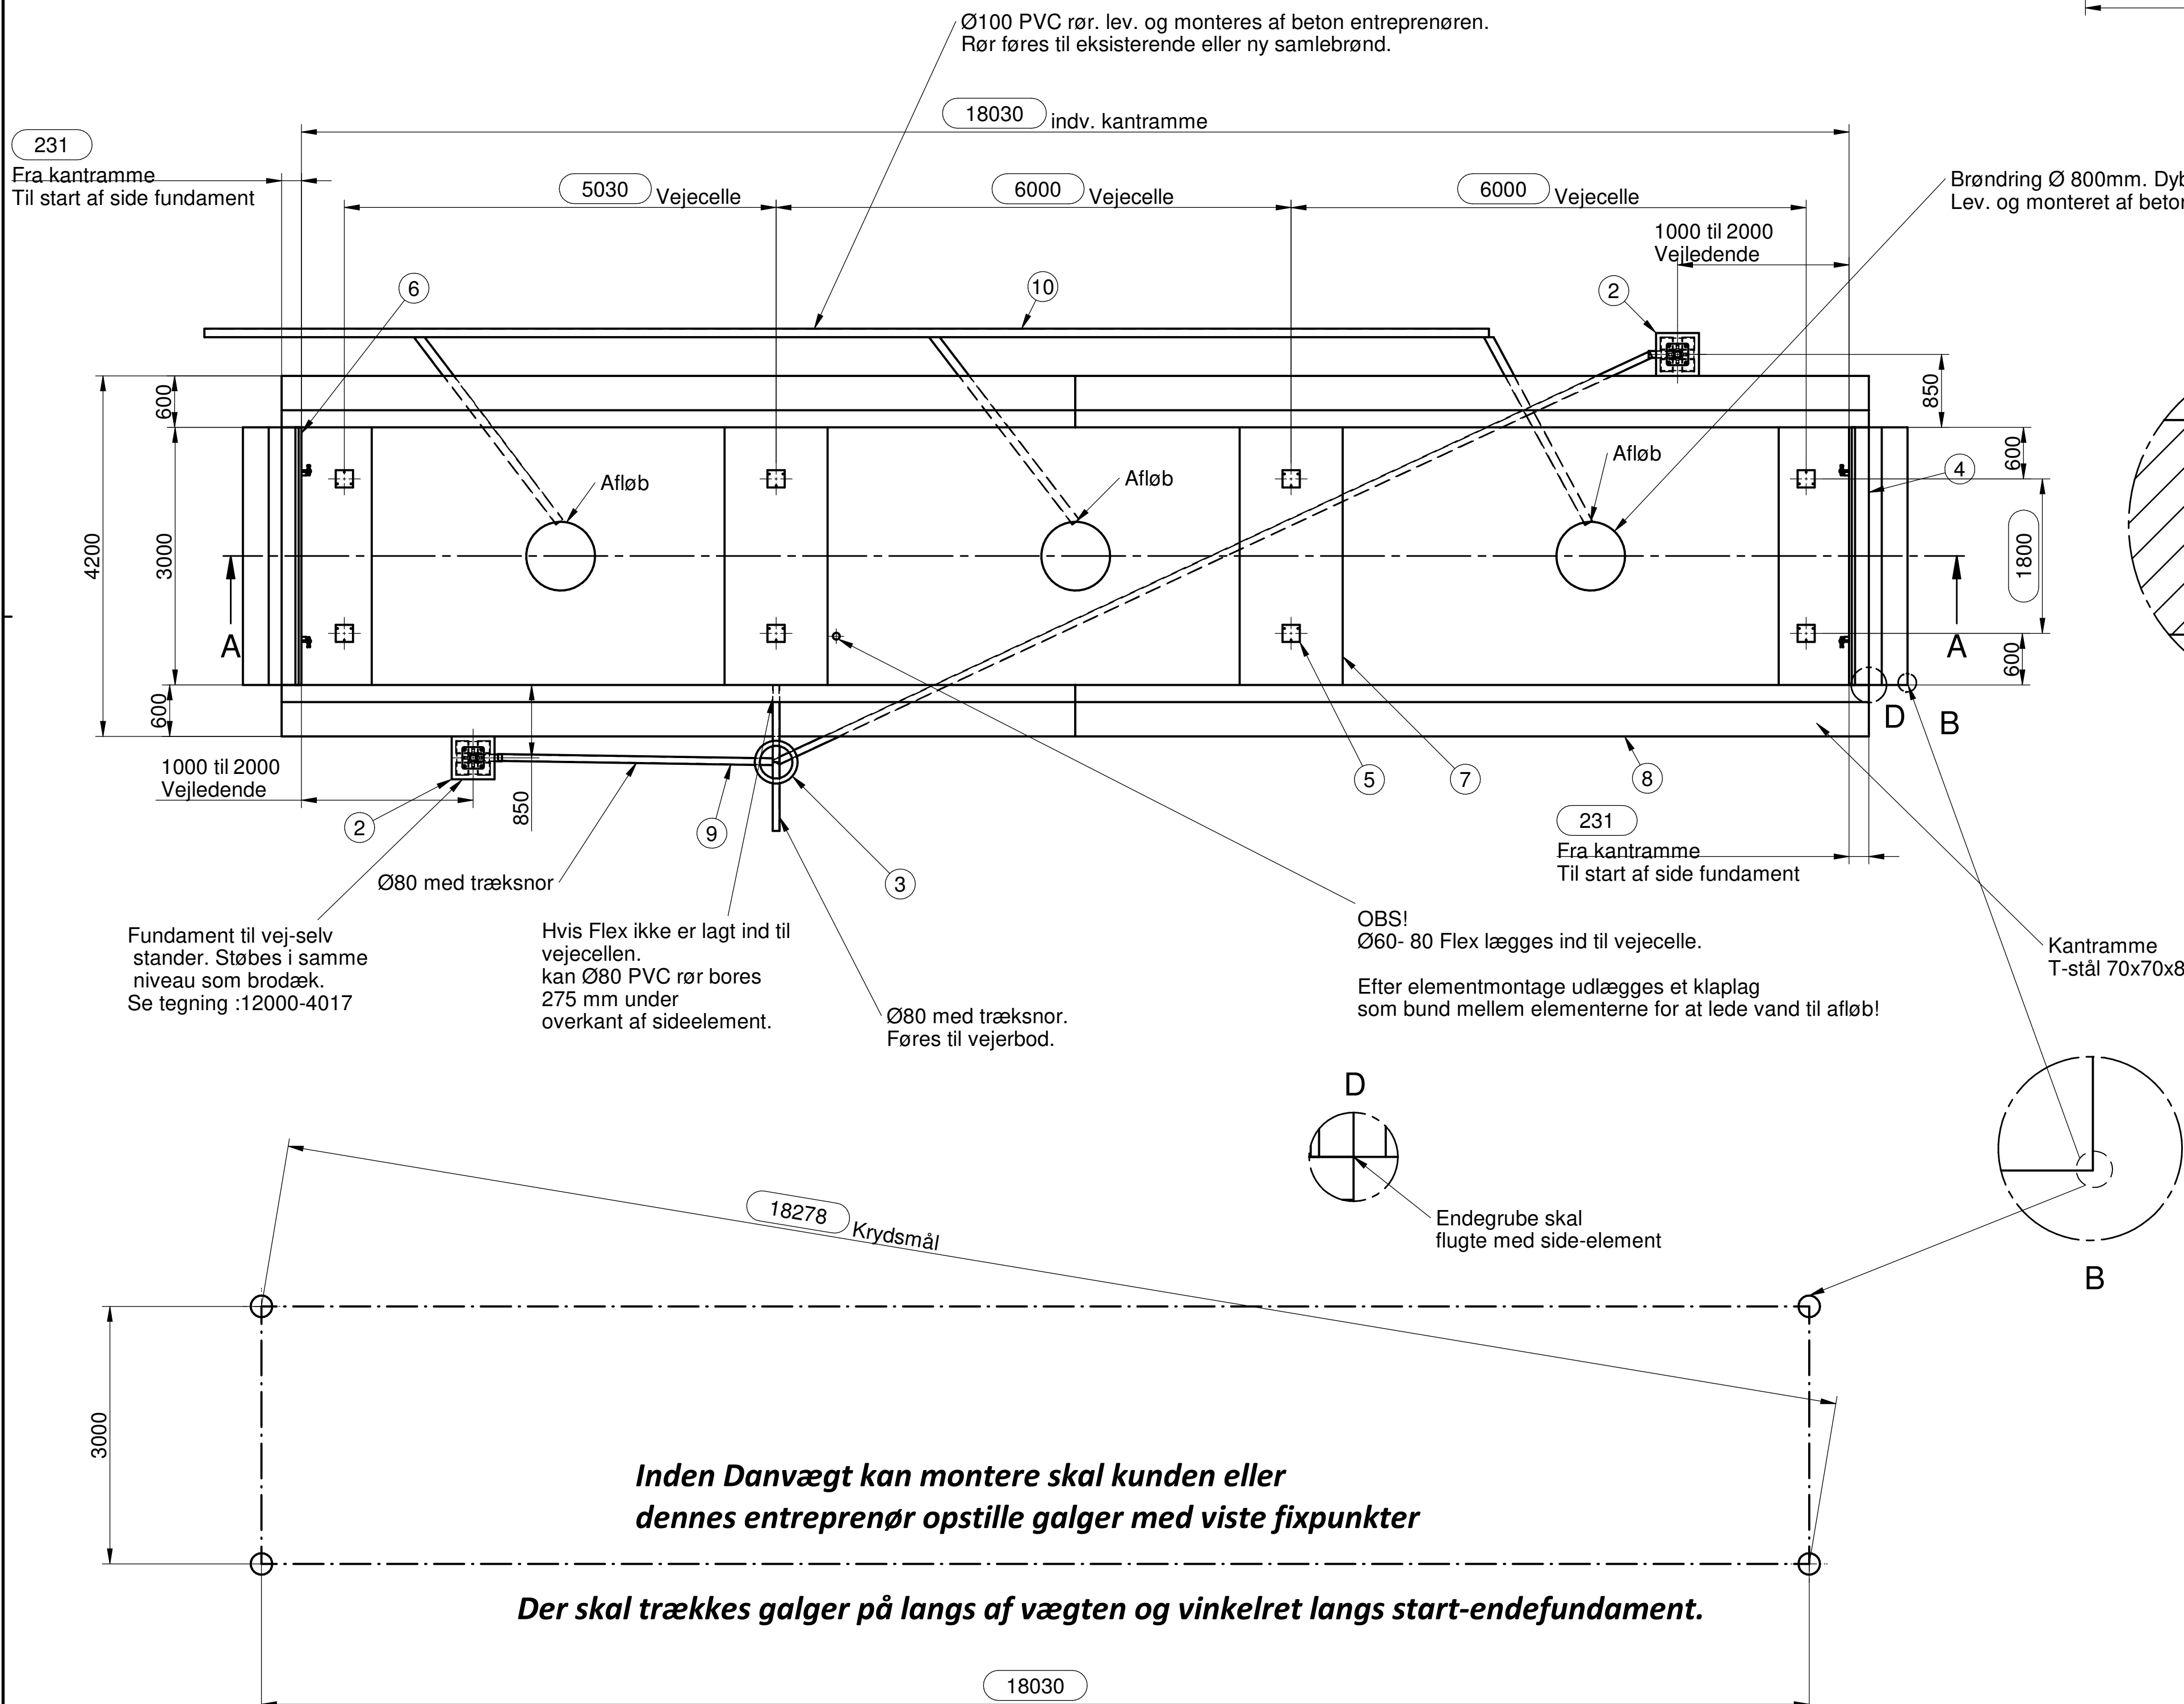 Ø100 PVC rør. lev. og monteres af beton entreprenøren.
Rør føres til eksisterende eller ny samlebrønd.
18030 indv. kantramme
231
Fra kantramme
Til start af side fundament
5030 Vejecelle
6000 Vejecelle
6000 Vejecelle
Brøndring Ø 800mm.
Lev. og monteret af
1000 til 2000
Vejledende
6
10
2
600
850
600
4
Afløb
Afløb
Afløb
4200
3000
1800
A
A
600
600
D
B
1000 til 2000
Vejledende
850
2
9
3
5
7
8
231
Fra kantramme
Til start af side fundament
Ø80 med træksnor
Fundament til vej-selv
stander. Støbes i samme
niveau som brodæk.
Se tegning :12000-4017
Hvis Flex ikke er lagt ind til
vejecellen.
kan Ø80 PVC rør bores
275 mm under
overkant af sideelement.
Ø80 med træksnor.
Føres til vejerbod.
OBS!
Ø60- 80 Flex lægges ind til vejecelle.
Efter elementmontage udlægges et klaplag
som bund mellem elementerne for at lede vand til afløb!
Kantramme
T-stål 70x70x8
D
Endegrube skal
flugte med side-element
B
18278 Krydsmål
3000
Inden Danvægt kan montere skal kunden eller
dennes entreprenør opstille galger med viste fixpunkter
Der skal trækkes galger på langs af vægten og vinkelret langs start-endefundament.
18030